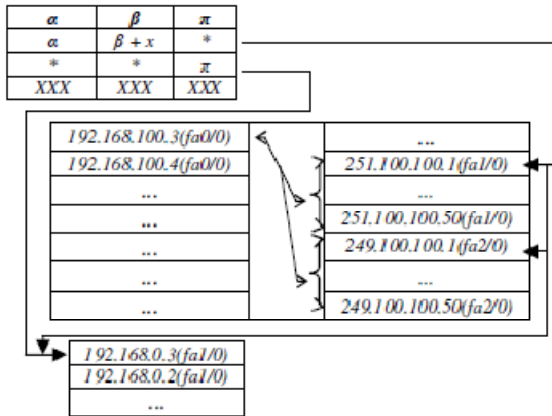 α β π
α β + x *
* * π
XXX XXX XXX
192.168.100.3(fa0/0) ...
192.168.100.4(fa0/0) 251.100.100.1(fa1/0)
... ...
... 251.100.100.50(fa1/0)
... 249.100.100.1(fa2/0)
... ...
... 249.100.100.50(fa2/0)
192.168.0.3(fa1/0)
192.168.0.2(fa1/0)
...